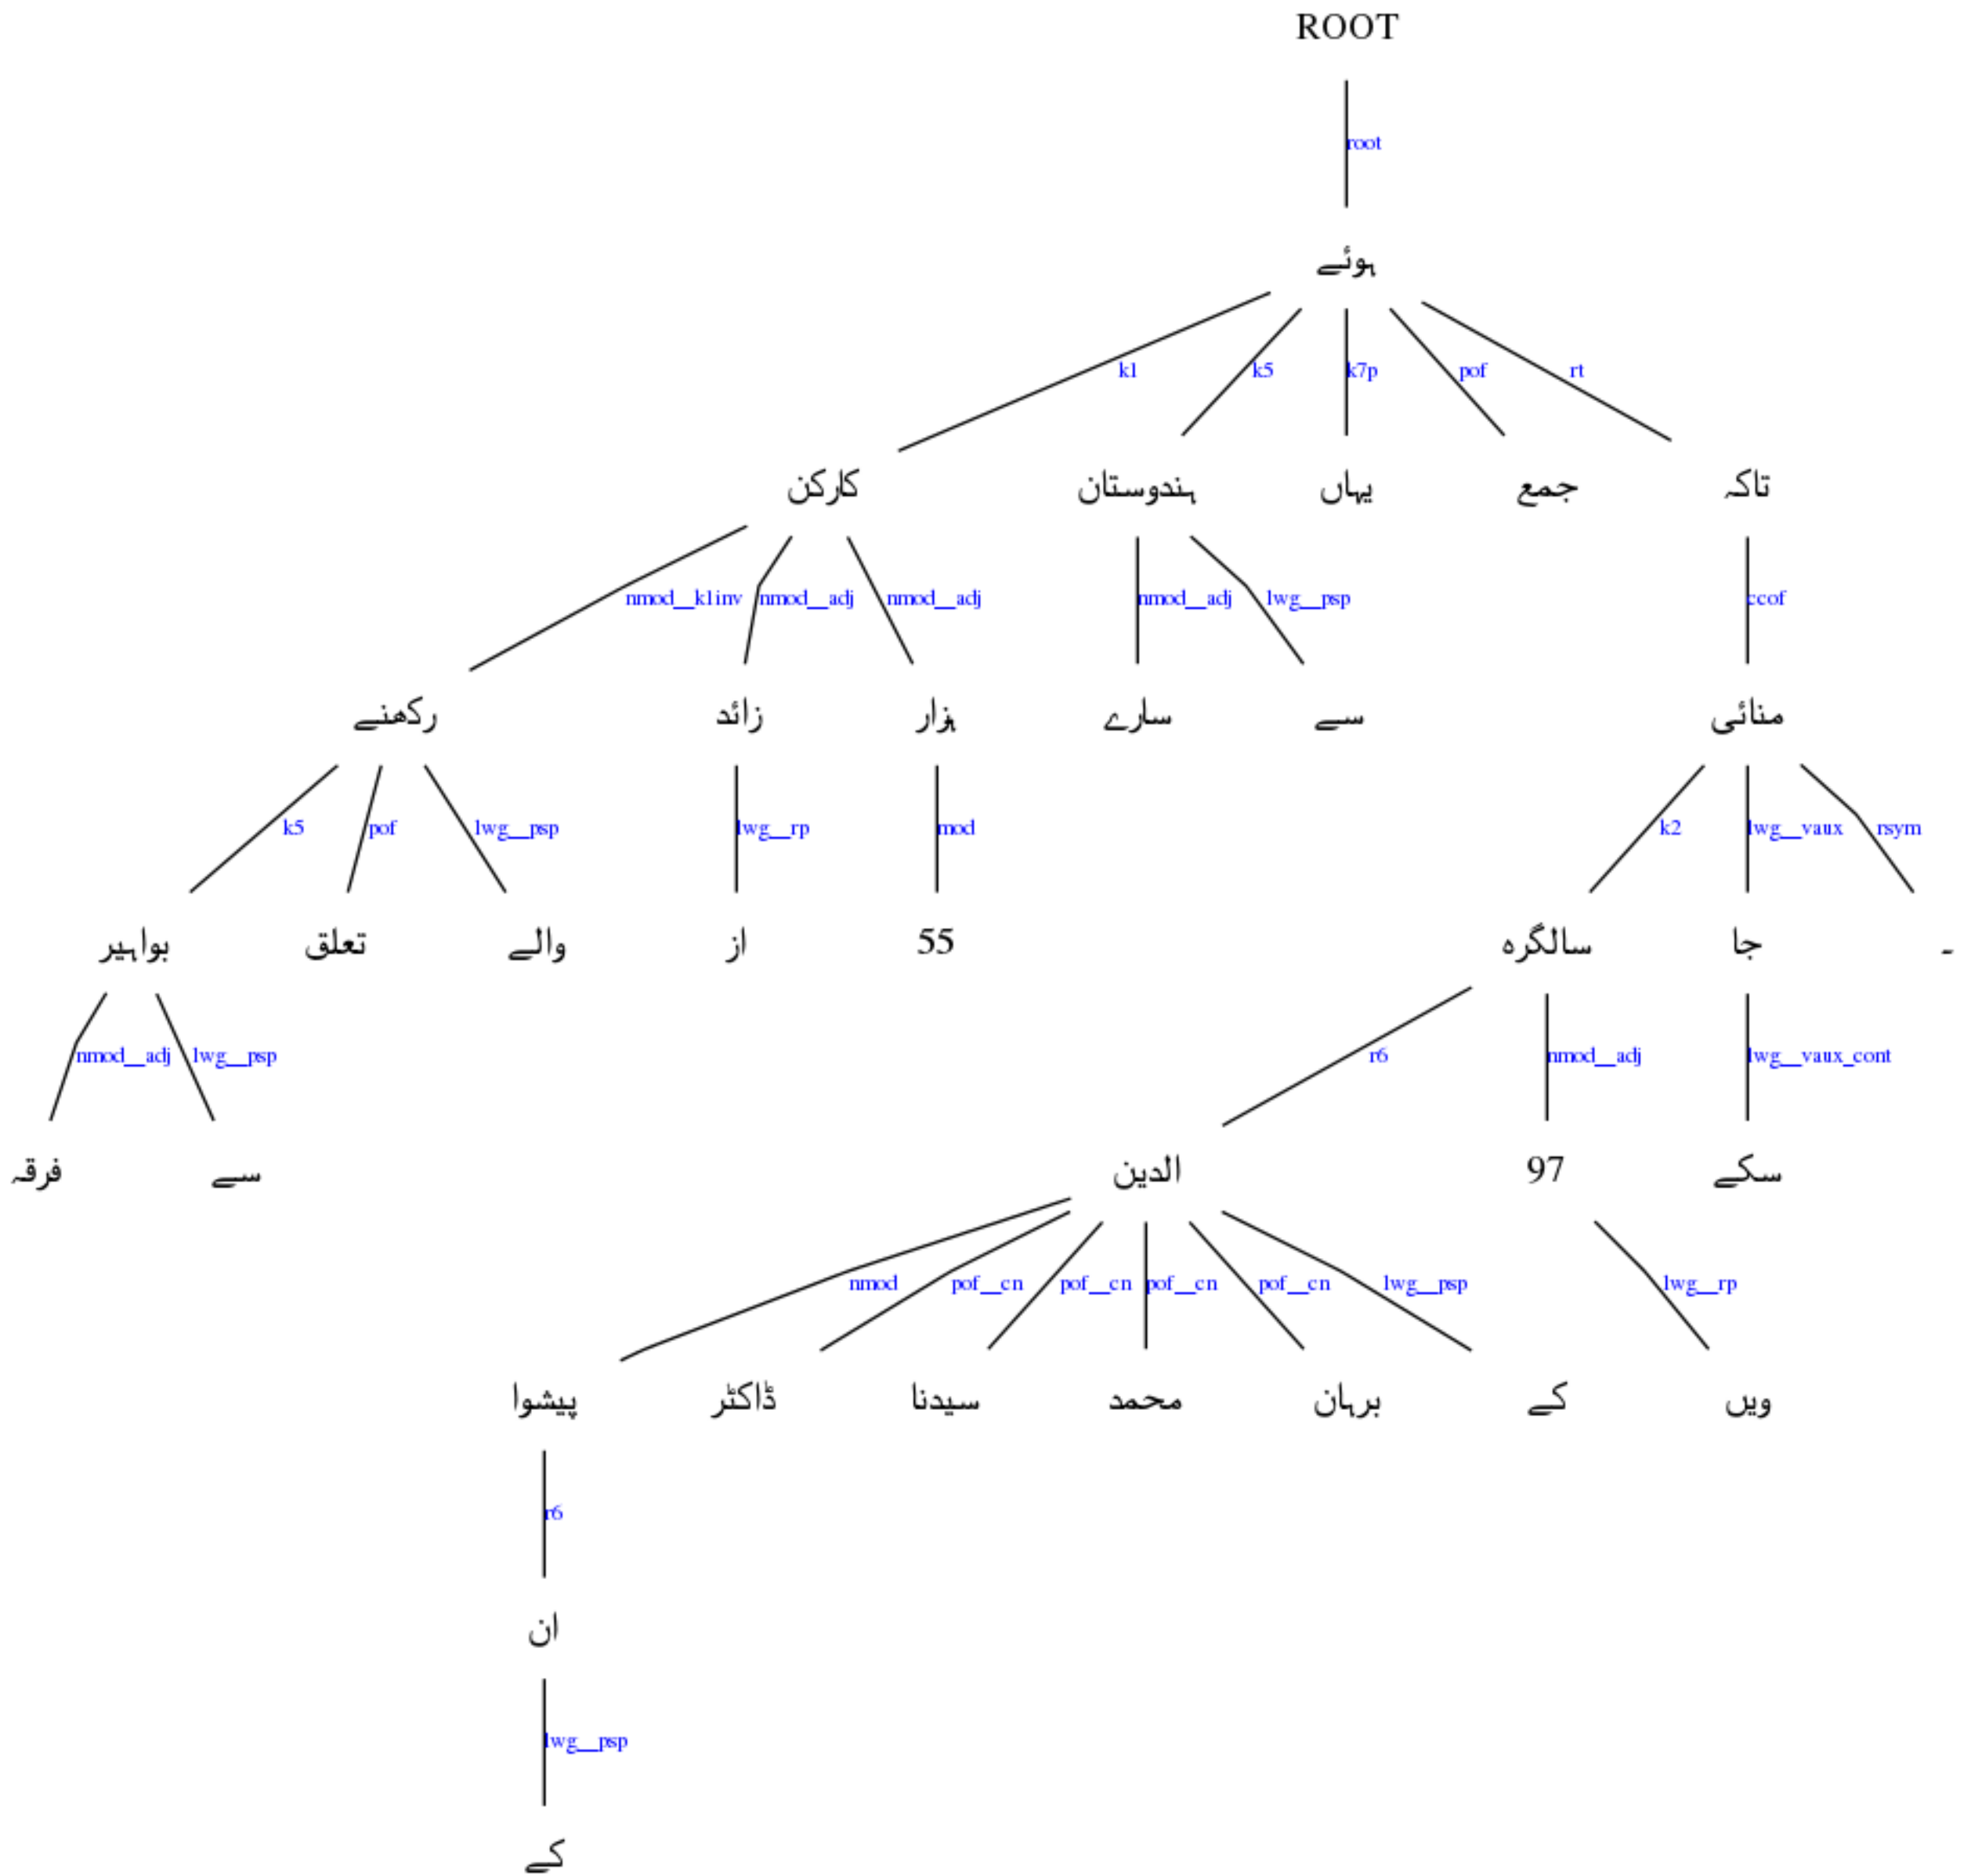 ROOT
root
ہوئے
k1 k5 k7p pof rt
کارکن ہندوستان یہاں جمع تاکہ
nmod__k1inv nmod__adj nmod__adj nmod__adj lwg__psp ccof
رکھنے زائد ہزار سارے سے منائی
k5 pof lwg__psp lwg__rp mod k2 lwg__vaux rsym
بواہیر تعلق والے از 55 سالگرہ جا ۔
nmod__adj lwg__psp r6 nmod__adj lwg__vaux_cont
فرقہ سے الدین 97 سکے
nmod pof__cn pof__cn pof__cn pof__cn lwg__psp lwg__rp
پیشوا ڈاکٹر سیدنا محمد برہان کے ویں
r6
ان
lwg__psp
کے